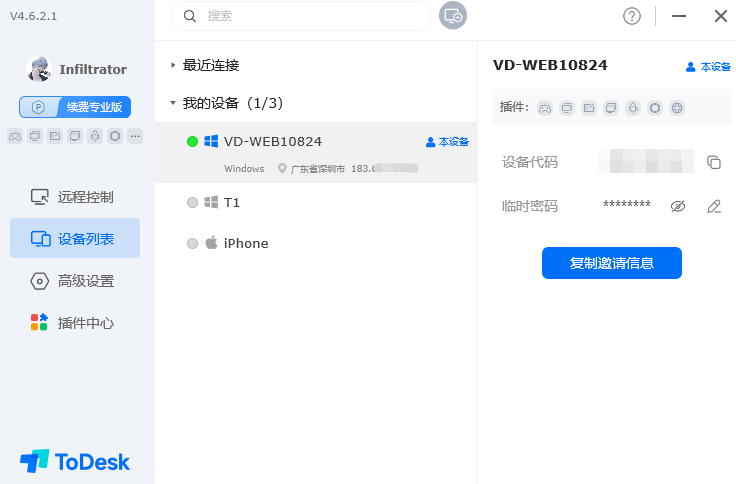 V4.6.2.1
搜索
Infiltrator
续费专业版
远程控制
设备列表
高级设置
插件中心
ToDesk
最近连接
我的设备（1/3）
VD-WEB10824
本设备
Windows 广东省深圳市 183.
T1
iPhone
VD-WEB10824
本设备
插件：
设备代码
临时密码 ********
复制邀请信息